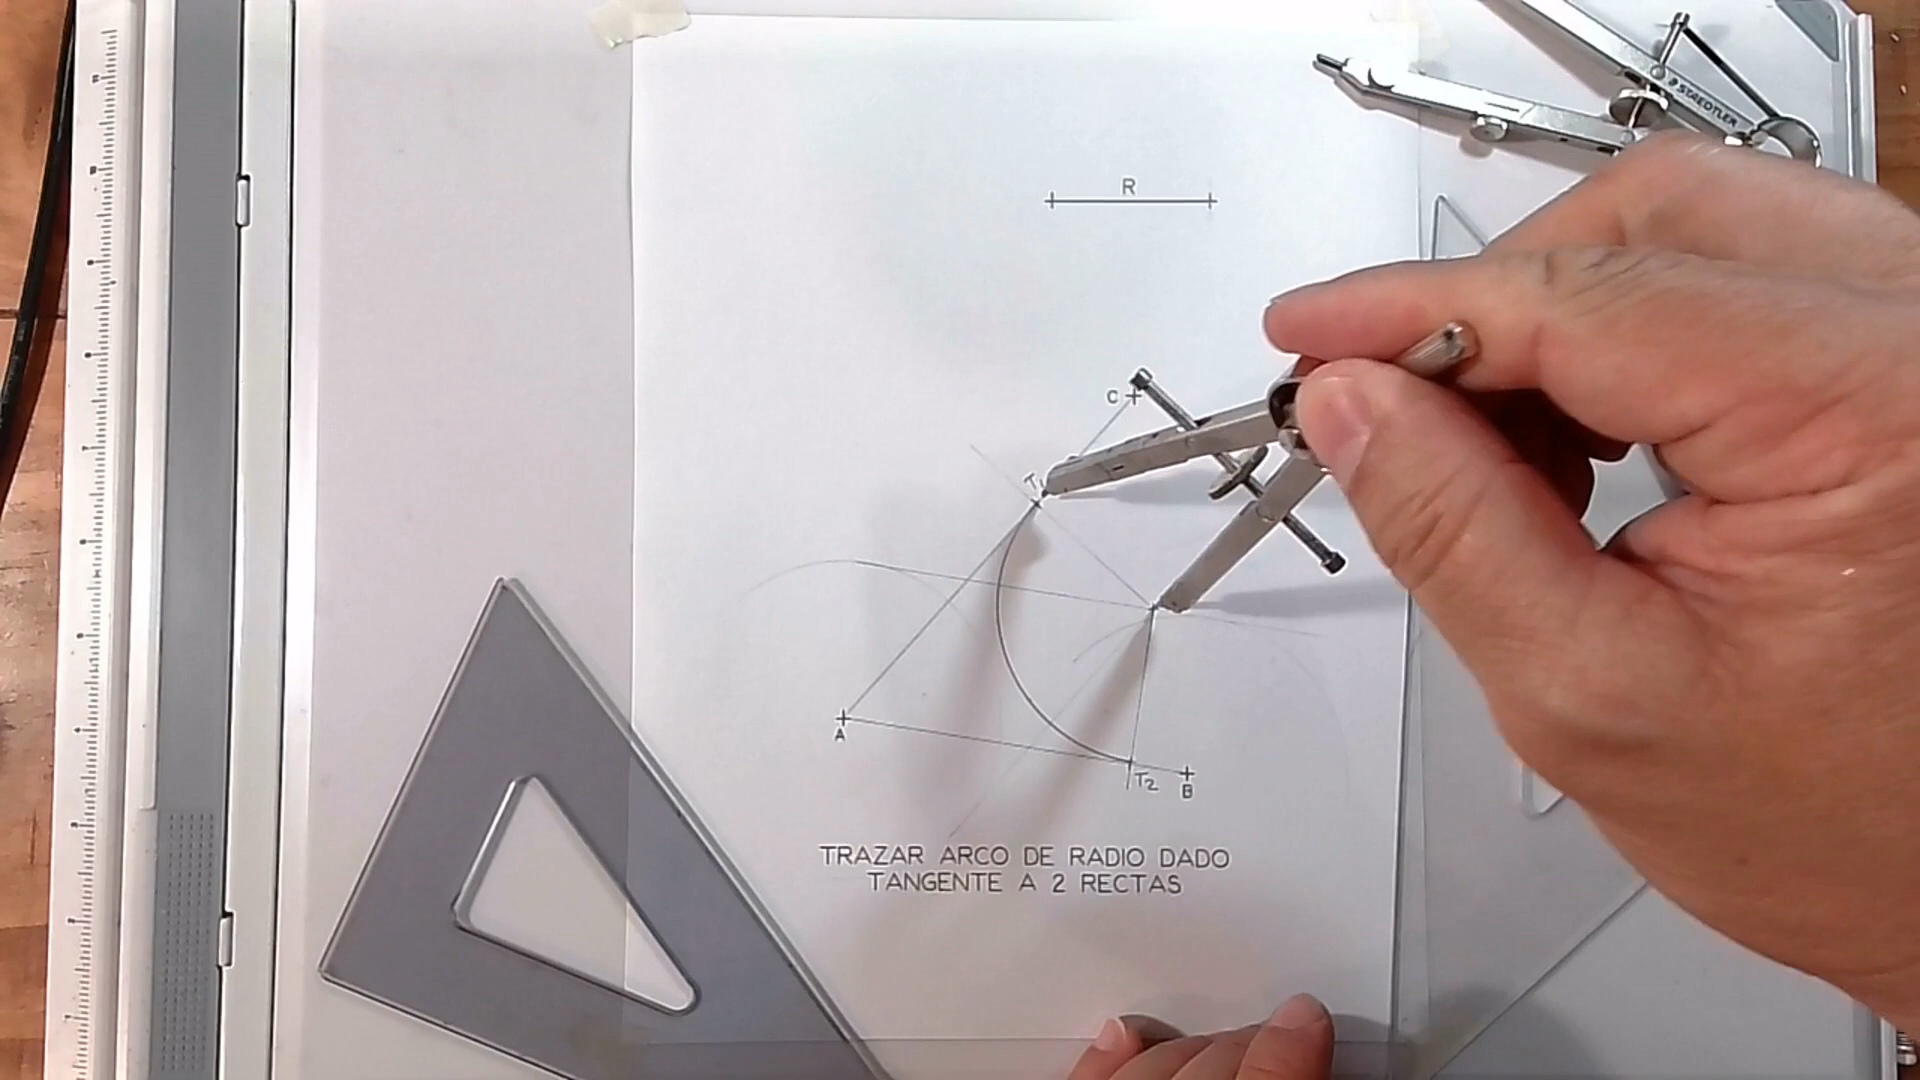 STAEDTLER
R
C
T1
A
T2
B
TRAZAR ARCO DE RADIO DADO
TANGENTE A 2 RECTAS